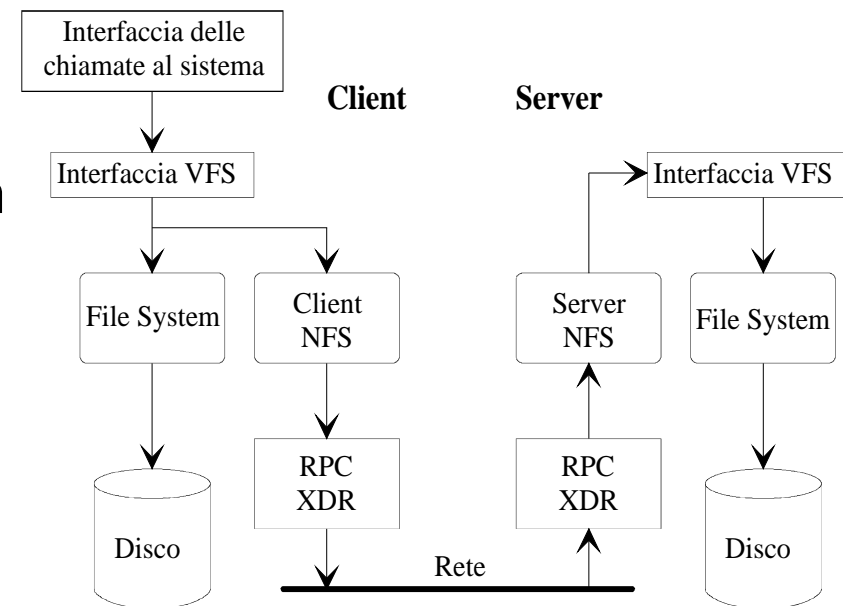 Interfaccia delle
chiamate al sistema
Client
Server
Interfaccia VFS
Interfaccia VFS
File System
Client
NFS
Server
NFS
File System
RPC
XDR
RPC
XDR
Disco
Rete
Disco